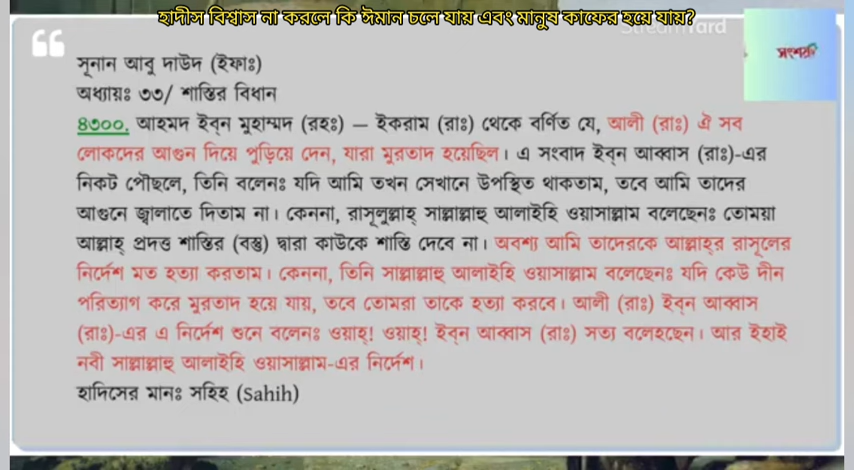 হাদীস বিশ্বাস না করলে কি ঈমান চলে যায় এবং মানুষ কাফের হয়ে যায়?
StreamYard
সংশয়
সূনান আবু দাউদ (ইফাঃ)
অধ্যায়ঃ ৩৩/ শাস্তির বিধান
৪৩০০. আহমদ ইব্‌ন মুহাম্মদ (রহঃ) — ইকরাম (রাঃ) থেকে বর্ণিত যে, আলী (রাঃ) ঐ সব
লোকদের আগুন দিয়ে পুড়িয়ে দেন, যারা মুরতাদ হয়েছিল। এ সংবাদ ইব্‌ন আব্বাস (রাঃ)-এর
নিকট পৌছলে, তিনি বলেনঃ যদি আমি তখন সেখানে উপস্থিত থাকতাম, তবে আমি তাদের
আগুনে জ্বালাতে দিতাম না। কেননা, রাসূলুল্লাহ্‌ সাল্লাল্লাহু আলাইহি ওয়াসাল্লাম বলেছেনঃ তোময়া
আল্লাহ্‌ প্রদত্ত শাস্তির (বস্তু) দ্বারা কাউকে শাস্তি দেবে না। অবশ্য আমি তাদেরকে আল্লাহ্‌র রাসূলের
নির্দেশ মত হত্যা করতাম। কেননা, তিনি সাল্লাল্লাহু আলাইহি ওয়াসাল্লাম বলেছেনঃ যদি কেউ দীন
পরিত্যাগ করে মুরতাদ হয়ে যায়, তবে তোমরা তাকে হত্যা করবে। আলী (রাঃ) ইব্‌ন আব্বাস
(রাঃ)-এর এ নির্দেশ শুনে বলেনঃ ওয়াহ্‌! ওয়াহ্‌! ইব্‌ন আব্বাস (রাঃ) সত্য বলেহছেন। আর ইহাই
নবী সাল্লাল্লাহু আলাইহি ওয়াসাল্লাম-এর নির্দেশ।
হাদিসের মানঃ সহিহ (Sahih)